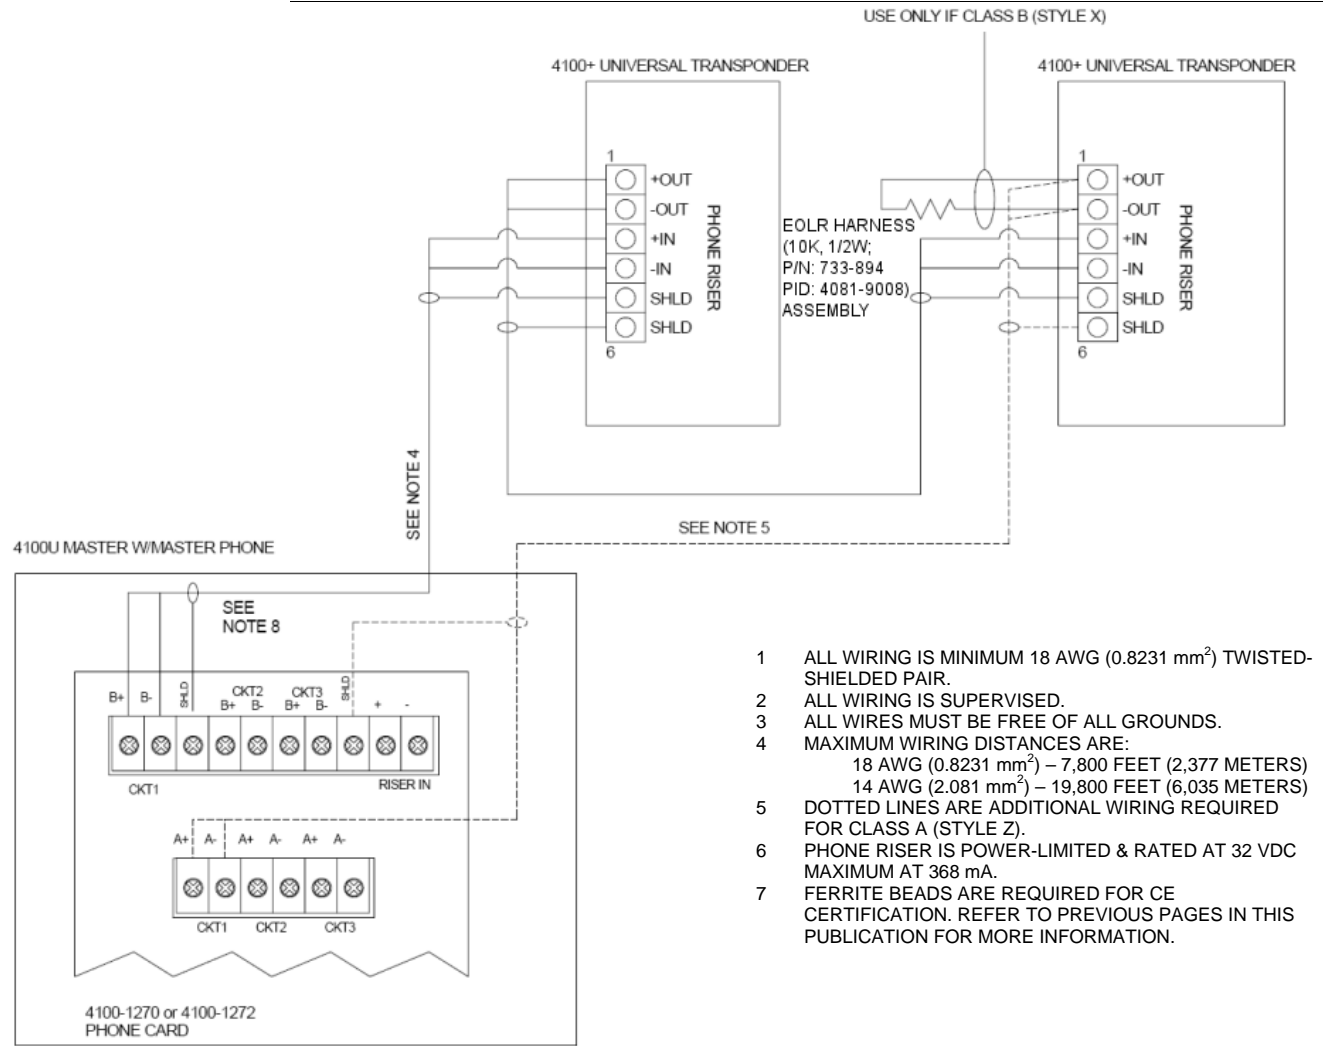 USE ONLY IF CLASS B (STYLE X)
4100+ UNIVERSAL TRANSPONDER
4100+ UNIVERSAL TRANSPONDER
1
+OUT
-OUT
+IN
-IN
SHLD
SHLD
6
PHONE RISER
EOLR HARNESS
(10K, 1/2W;
P/N: 733-894
PID: 4081-9008)
ASSEMBLY
1
+OUT
-OUT
+IN
-IN
SHLD
SHLD
6
PHONE RISER
SEE NOTE 4
SEE NOTE 5
4100U MASTER W/MASTER PHONE
SEE
NOTE 8
B+ B- SHLD CKT2 CKT3 SHLD
B+ B- B+ B- + -
CKT1 RISER IN
A+ A- A+ A- A+ A-
CKT1 CKT2 CKT3
4100-1270 or 4100-1272
PHONE CARD
1 ALL WIRING IS MINIMUM 18 AWG (0.8231 mm²) TWISTED-
SHIELDED PAIR.
2 ALL WIRING IS SUPERVISED.
3 ALL WIRES MUST BE FREE OF ALL GROUNDS.
4 MAXIMUM WIRING DISTANCES ARE:
18 AWG (0.8231 mm²) – 7,800 FEET (2,377 METERS)
14 AWG (2.081 mm²) – 19,800 FEET (6,035 METERS)
5 DOTTED LINES ARE ADDITIONAL WIRING REQUIRED
FOR CLASS A (STYLE Z).
6 PHONE RISER IS POWER-LIMITED & RATED AT 32 VDC
MAXIMUM AT 368 mA.
7 FERRITE BEADS ARE REQUIRED FOR CE
CERTIFICATION. REFER TO PREVIOUS PAGES IN THIS
PUBLICATION FOR MORE INFORMATION.